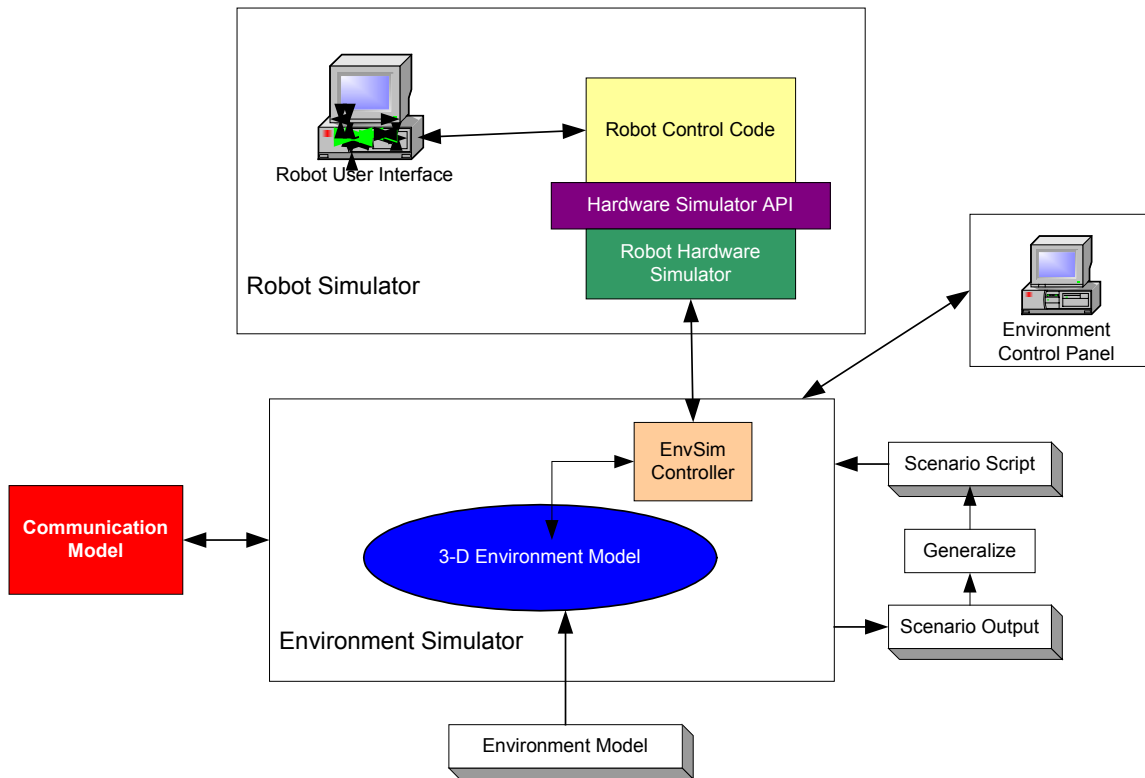 Robot Control Code
Robot User Interface
Hardware Simulator API
Robot Hardware
Simulator
Robot Simulator
Environment
Control Panel
EnvSim
Controller
Scenario Script
Communication
Model
3-D Environment Model
Generalize
Scenario Output
Environment Simulator
Environment Model